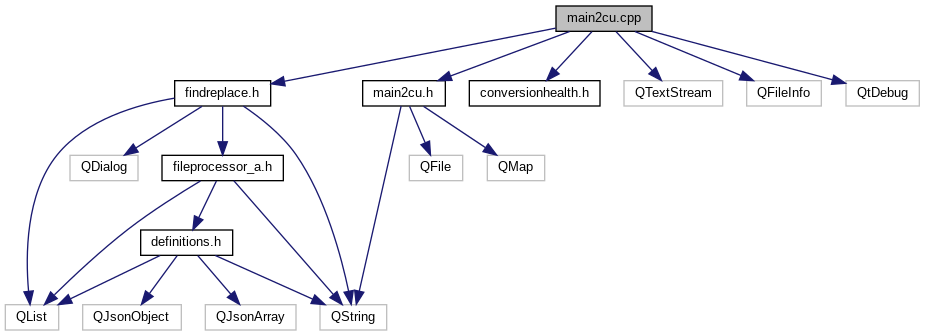 main2cu.cpp
findreplace.h
main2cu.h
conversionhealth.h
QTextStream
QFileInfo
QtDebug
QDialog
fileprocessor_a.h
QFile
QMap
definitions.h
QList
QJsonObject
QJsonArray
QString